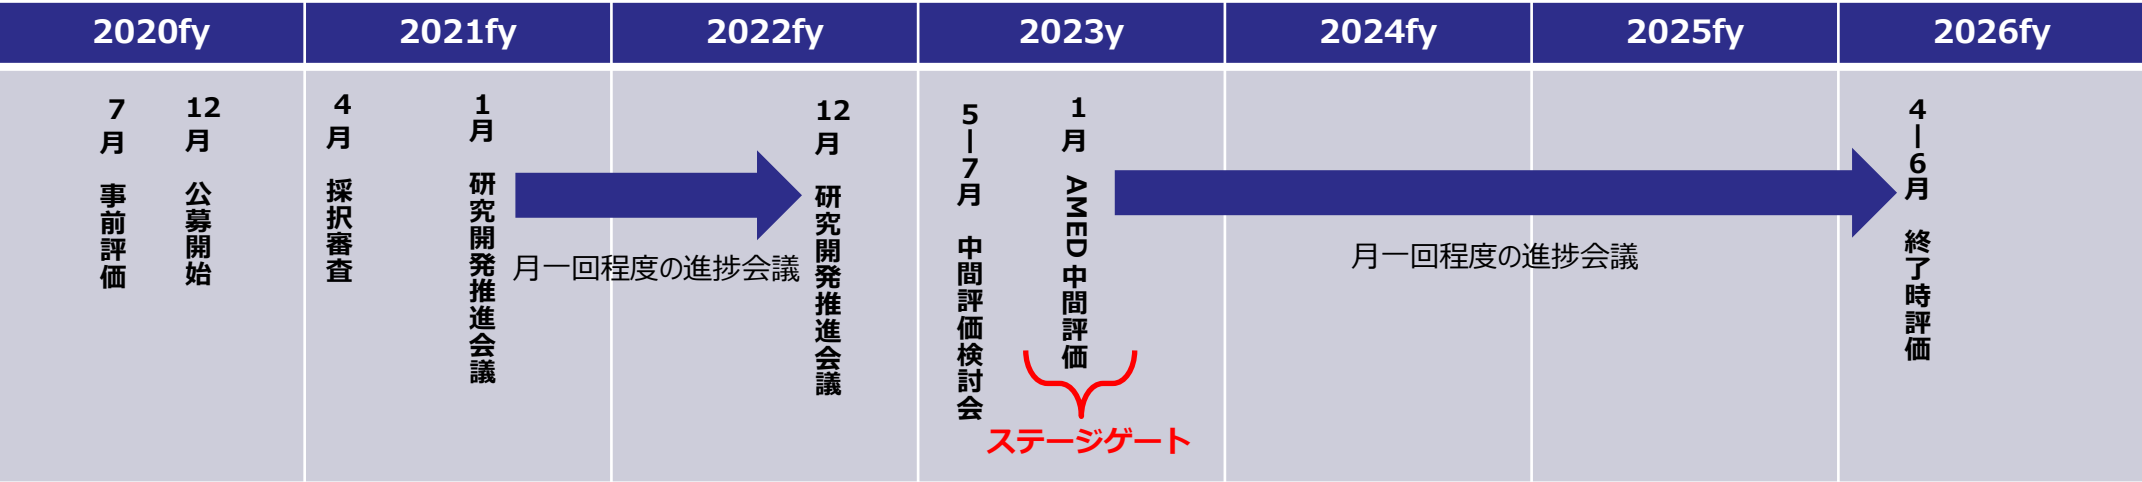 2020fy
2021fy
2022fy
2023y
2024fy
2025fy
2026fy
7月　事前評価
12月　公募開始
4月　採択審査
1月　研究開発推進会議
月一回程度の進捗会議
12月　研究開発推進会議
5ー7月　中間評価検討会
1月　AMED中間評価
ステージゲート
月一回程度の進捗会議
4ー6月　終了時評価